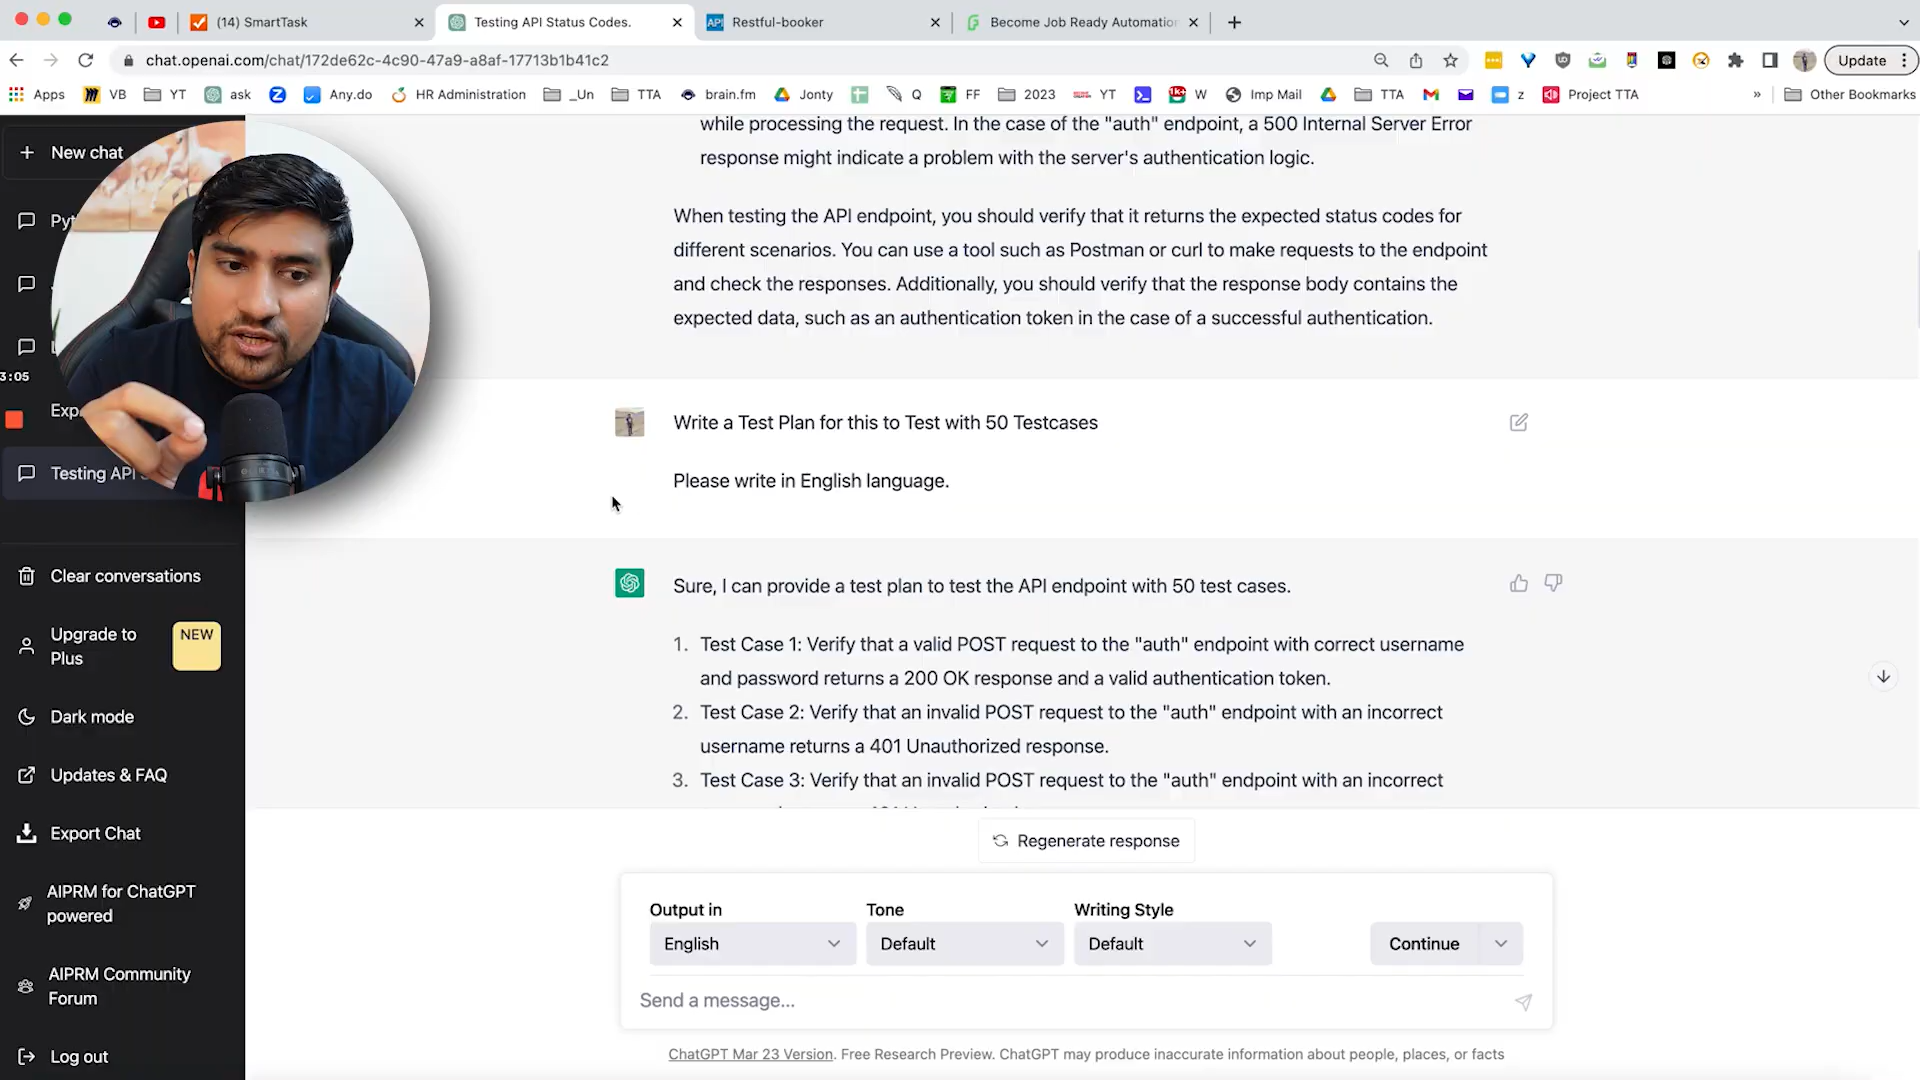 (14) SmartTask
Testing API Status Codes.
API Restful-booker
Become Job Ready Automation
chat.openai.com/chat/172de62c-4c90-47a9-a8af-17713b1b41c2
Update
Apps VB YT ask Any.do HR Administration _Un TTA brain.fm Jonty Q FF 2023 YT W Imp Mail TTA z Project TTA » Other Bookmarks
New chat
3:05
Testing API
Clear conversations
Upgrade to
Plus
NEW
Dark mode
Updates & FAQ
Export Chat
AIPRM for ChatGPT
powered
AIPRM Community
Forum
Log out
while processing the request. In the case of the "auth" endpoint, a 500 Internal Server Error
response might indicate a problem with the server's authentication logic.
When testing the API endpoint, you should verify that it returns the expected status codes for
different scenarios. You can use a tool such as Postman or curl to make requests to the endpoint
and check the responses. Additionally, you should verify that the response body contains the
expected data, such as an authentication token in the case of a successful authentication.
Write a Test Plan for this to Test with 50 Testcases
Please write in English language.
Sure, I can provide a test plan to test the API endpoint with 50 test cases.
1. Test Case 1: Verify that a valid POST request to the "auth" endpoint with correct username
and password returns a 200 OK response and a valid authentication token.
2. Test Case 2: Verify that an invalid POST request to the "auth" endpoint with an incorrect
username returns a 401 Unauthorized response.
3. Test Case 3: Verify that an invalid POST request to the "auth" endpoint with an incorrect
Regenerate response
Output in Tone Writing Style
English Default Default Continue
Send a message...
ChatGPT Mar 23 Version. Free Research Preview. ChatGPT may produce inaccurate information about people, places, or facts